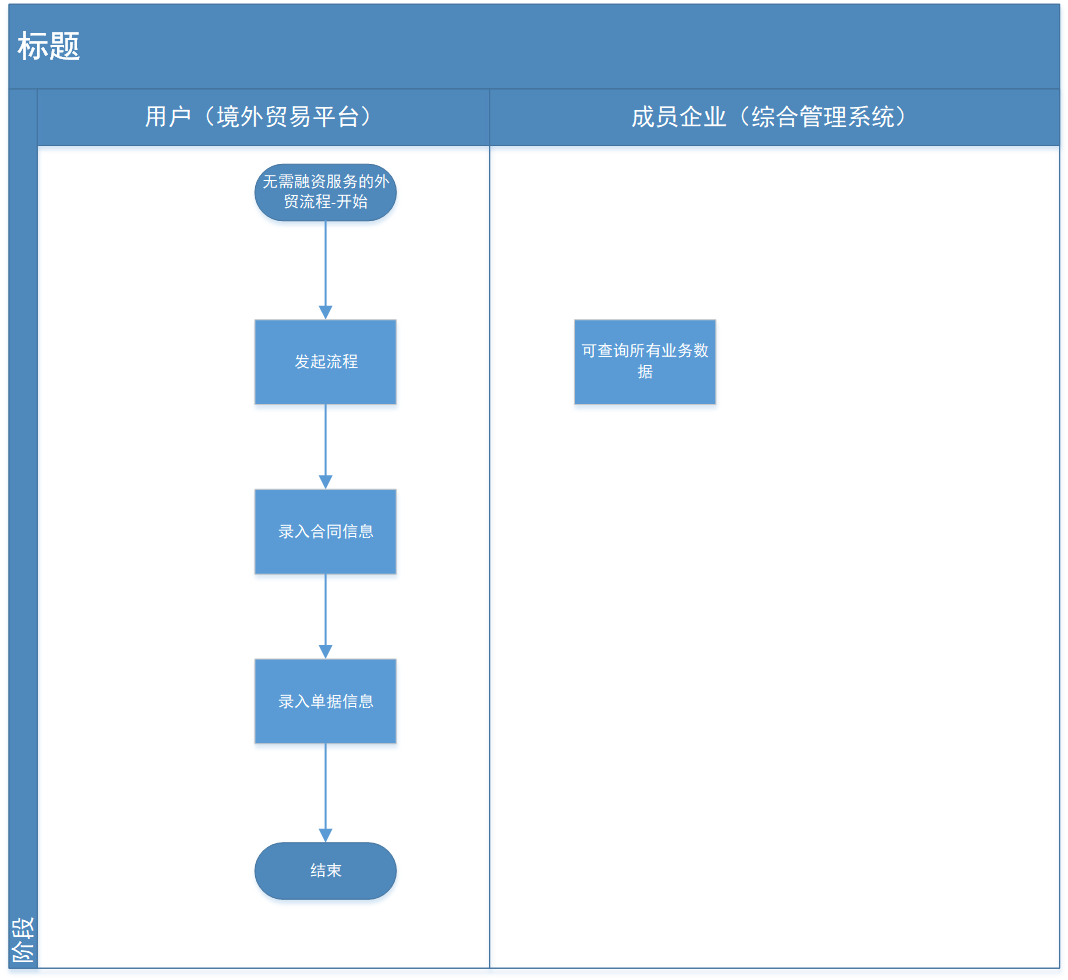 标题
用户（境外贸易平台）
成员企业（综合管理系统）
无需融资服务的外
贸流程-开始
发起流程
可查询所有业务数
据
录入合同信息
录入单据信息
结束
阶段